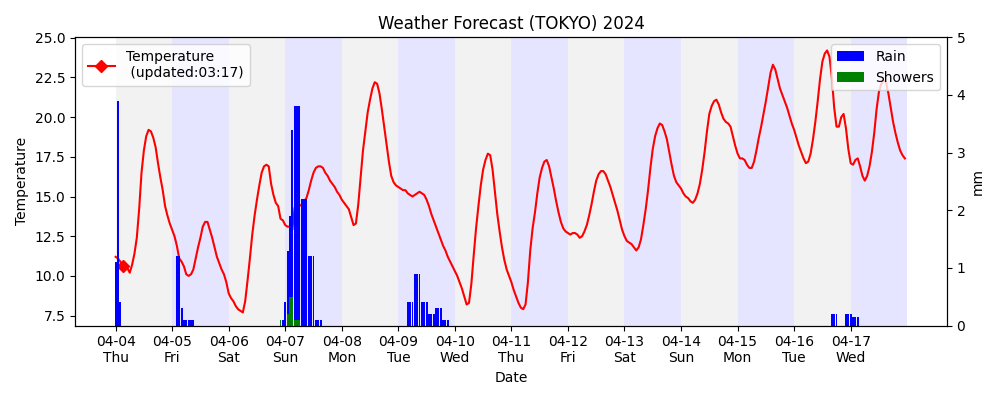 Weather Forecast (TOKYO) 2024
Temperature
(updated:03:17)
Rain
Showers
25.0
22.5
20.0
17.5
15.0
12.5
10.0
7.5
Temperature
5
4
3
2
1
0
mm
04-04 04-05 04-06 04-07 04-08 04-09 04-10 04-11 04-12 04-13 04-14 04-15 04-16 04-17
Thu Fri Sat Sun Mon Tue Wed Thu Fri Sat Sun Mon Tue Wed
Date